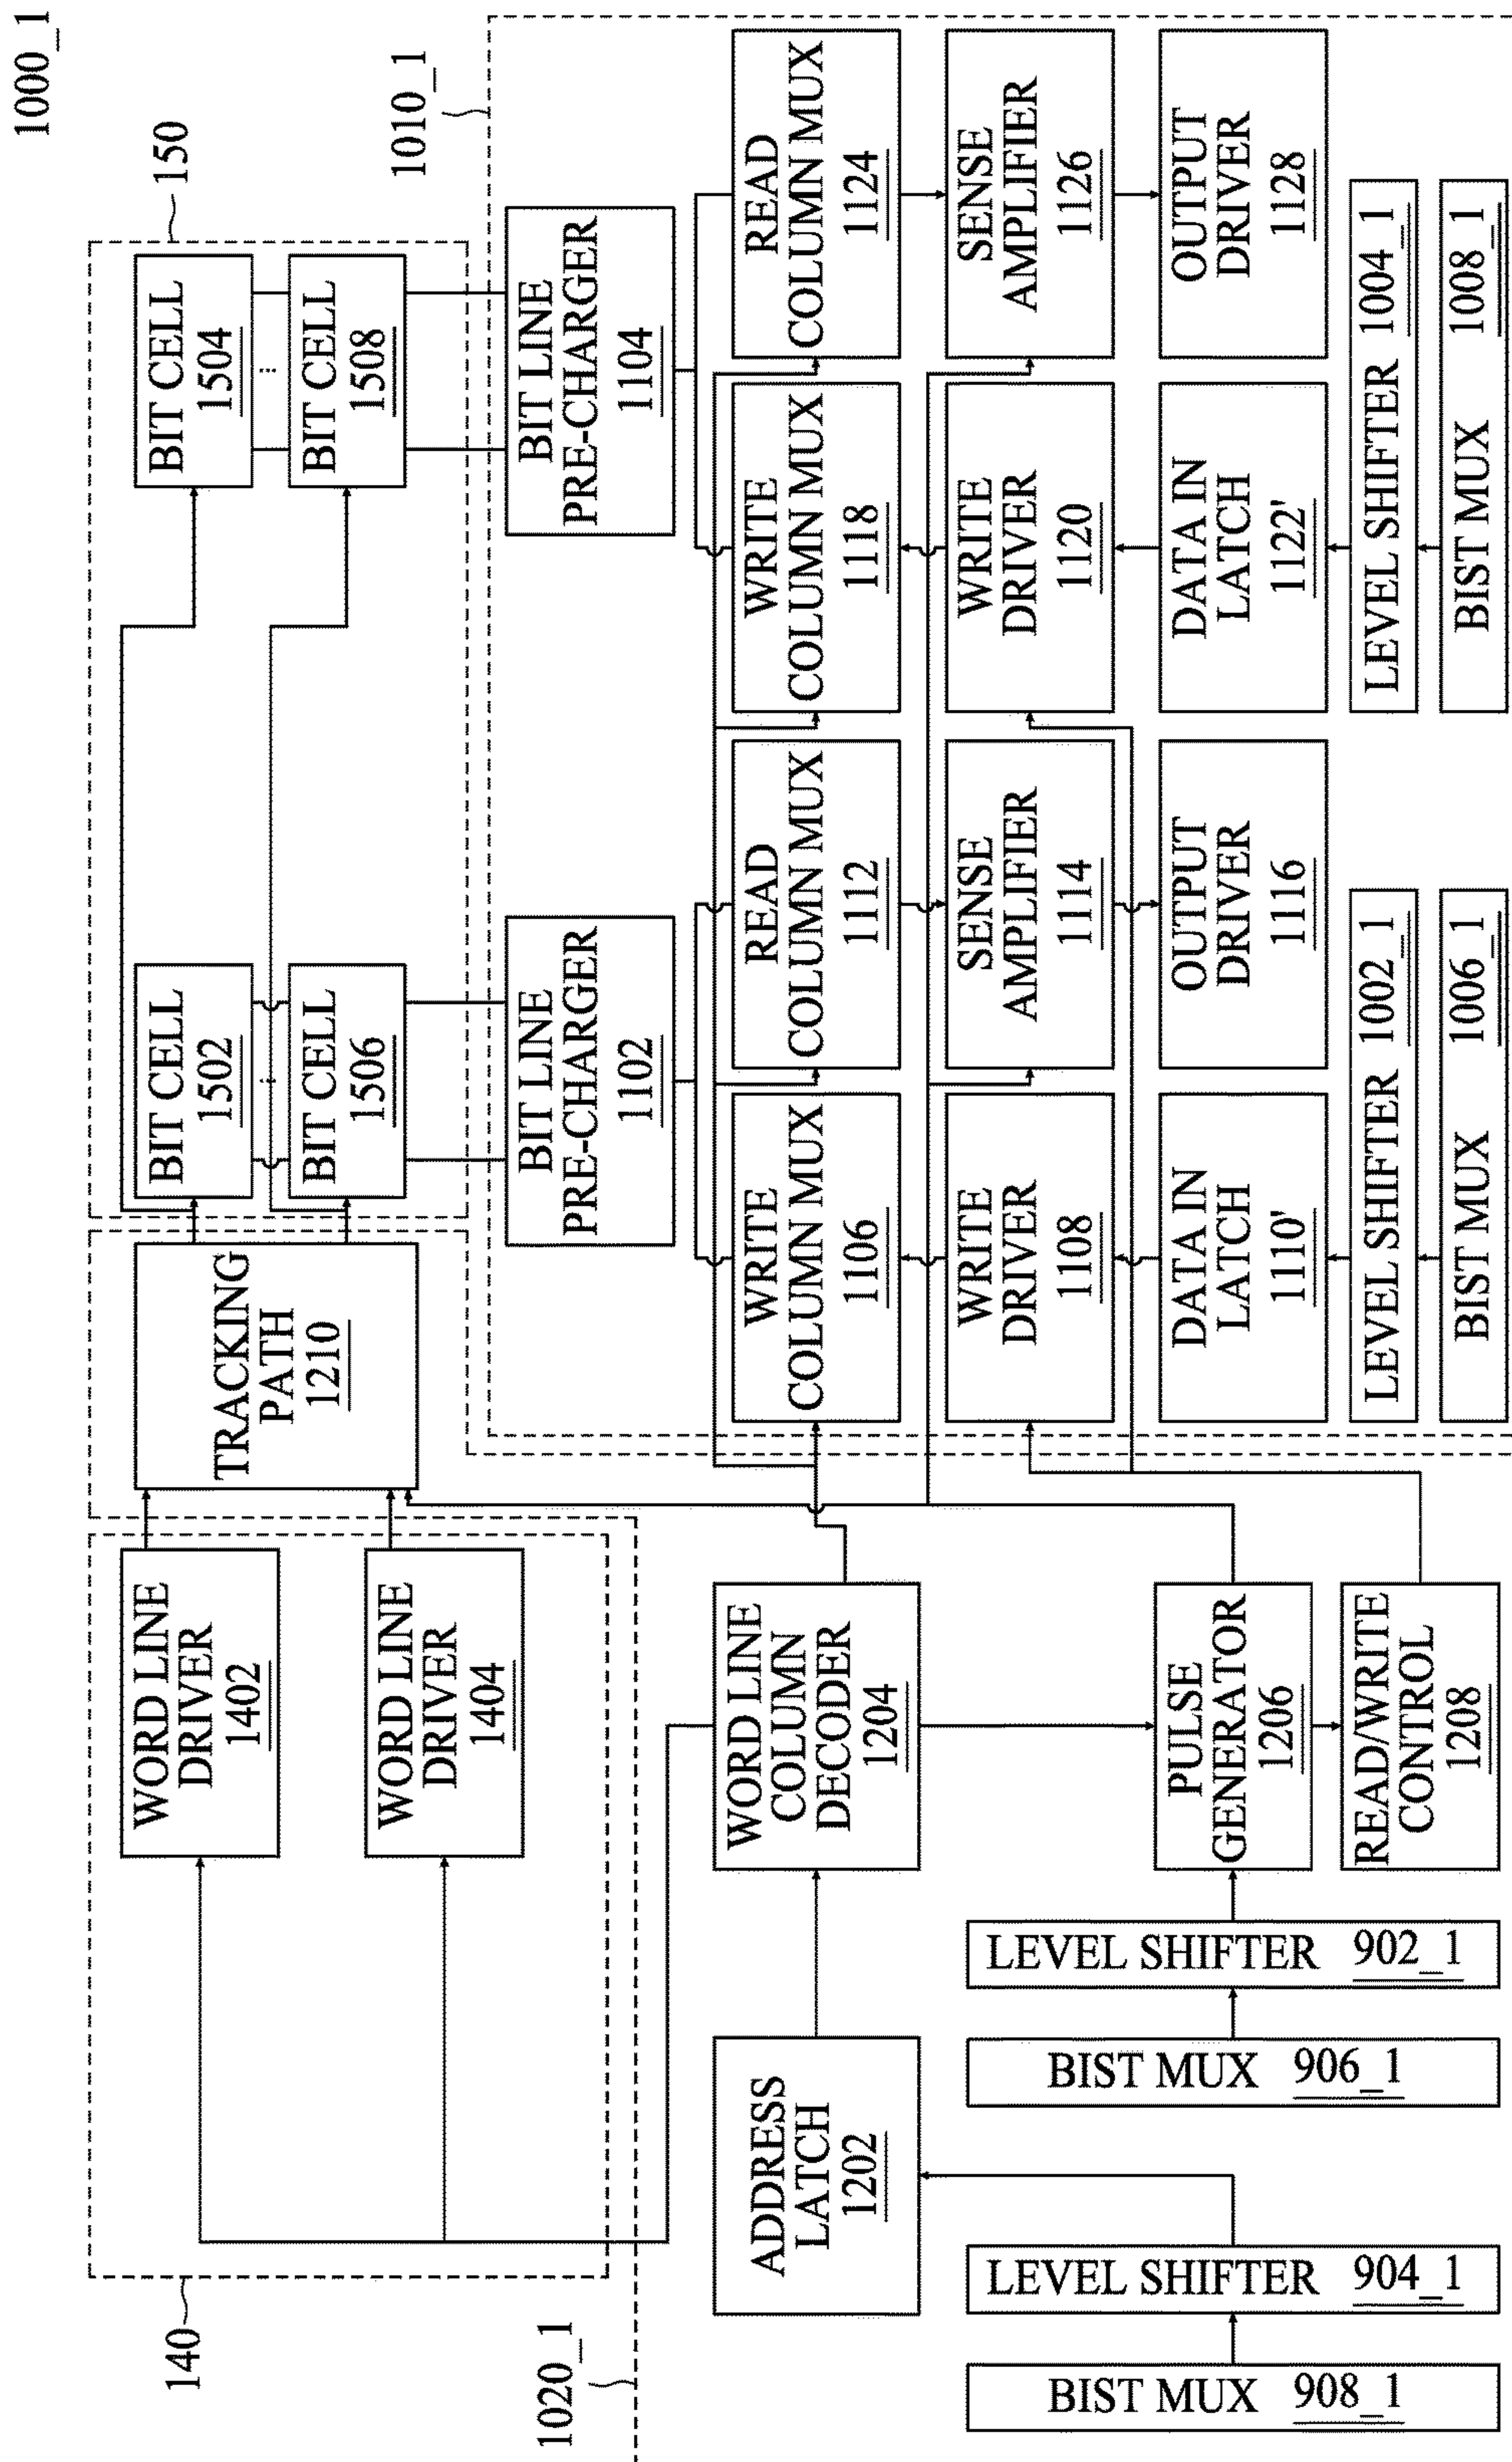 1000_1
140
WORD LINE
DRIVER
1402
WORD LINE
DRIVER
1404
TRACKING
PATH
1210
150
BIT CELL
1502
...
BIT CELL
1506
BIT CELL
1504
...
BIT CELL
1508
1020_1
1010_1
BIT LINE
PRE-CHARGER
1102
BIT LINE
PRE-CHARGER
1104
ADDRESS
LATCH
1202
WORD LINE
COLUMN
DECODER
1204
WRITE
COLUMN MUX
1106
READ
COLUMN MUX
1112
WRITE
COLUMN MUX
1118
READ
COLUMN MUX
1124
WRITE
DRIVER
1108
SENSE
AMPLIFIER
1114
WRITE
DRIVER
1120
SENSE
AMPLIFIER
1126
BIST MUX 908_1
LEVEL SHIFTER 904_1
BIST MUX 906_1
LEVEL SHIFTER 902_1
PULSE
GENERATOR
1206
READ/WRITE
CONTROL
1208
DATA IN
LATCH
1110'
OUTPUT
DRIVER
1116
DATA IN
LATCH
1122'
OUTPUT
DRIVER
1128
LEVEL SHIFTER 1002_1
LEVEL SHIFTER 1004_1
BIST MUX 1006_1
BIST MUX 1008_1